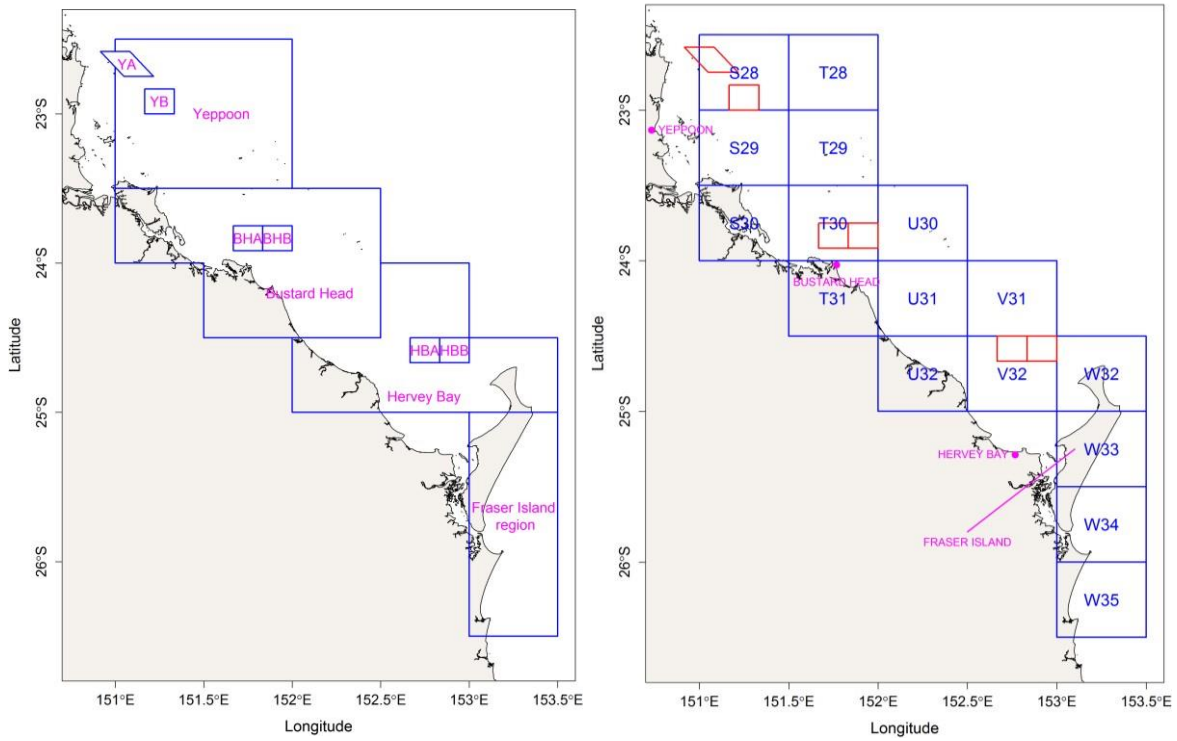 YA
YB
Yeppoon
23°S
BHA BHB
24°S
Bustard Head
Latitude
HBA HBB
Hervey Bay
25°S
Fraser Island
region
26°S
151°E 151.5°E 152°E 152.5°E 153°E 153.5°E
Longitude
S28 T28
23°S
YEPPOON
S29 T29
S30 T30 U30
24°S
BUSTARD HEAD
T31 U31 V31
Latitude
U32 V32 W32
25°S
HERVEY BAY
W33
W34
FRASER ISLAND
26°S
W35
151°E 151.5°E 152°E 152.5°E 153°E 153.5°E
Longitude